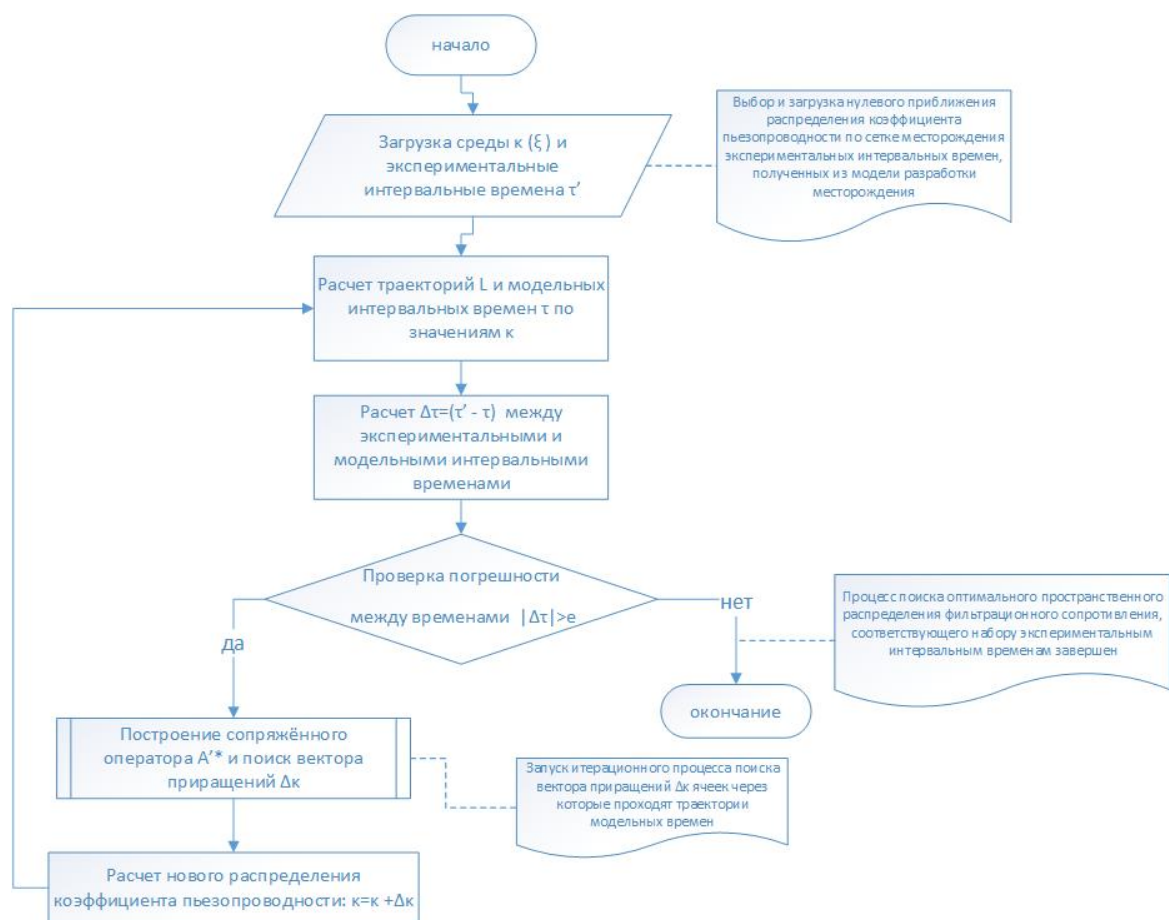 начало
Загрузка среды к (ξ ) и
экспериментальные
интервальные времена τ’
Выбор и загрузка нулевого приближения
распределения коэффициента
пьезопроводности по сетке месторождения
экспериментальных интервальных времен,
полученных из модели разработки
месторождения
Расчет траекторий L и модельных
интервальных времен τ по
значениям к
Расчет Δτ=(τ’ - τ) между
экспериментальными и
модельными интервальными
временами
Проверка погрешности
между временами |Δτ|>e
да
нет
Процесс поиска оптимального пространственного
распределения фильтрационного сопротивления,
соответствующего набору экспериментальным
интервальным временам завершен
окончание
Построение сопряжённого
оператора A’* и поиск вектора
приращений Δк
Запуск итерационного процесса поиска
вектора приращений Δк ячеек через
которые проходят траектории
модельных времен
Расчет нового распределения
коэффициента пьезопроводности: к=к +Δк